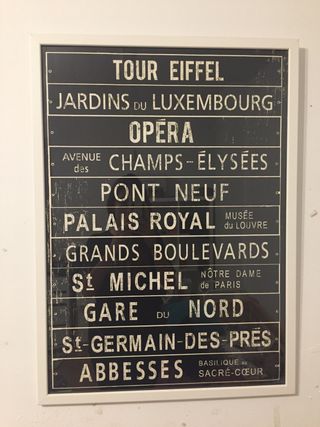 TOUR EIFFEL
JARDINS DU LUXEMBOURG
OPÉRA
AVENUE des CHAMPS-ÉLYSÉES
PONT NEUF
PALAIS ROYAL MUSÉE du LOUVRE
GRANDS BOULEVARDS
St MICHEL NÔTRE DAME de PARIS
GARE DU NORD
St-GERMAIN-DES-PRÉS
ABBESSES BASILIQUE du SACRÉ-CŒUR